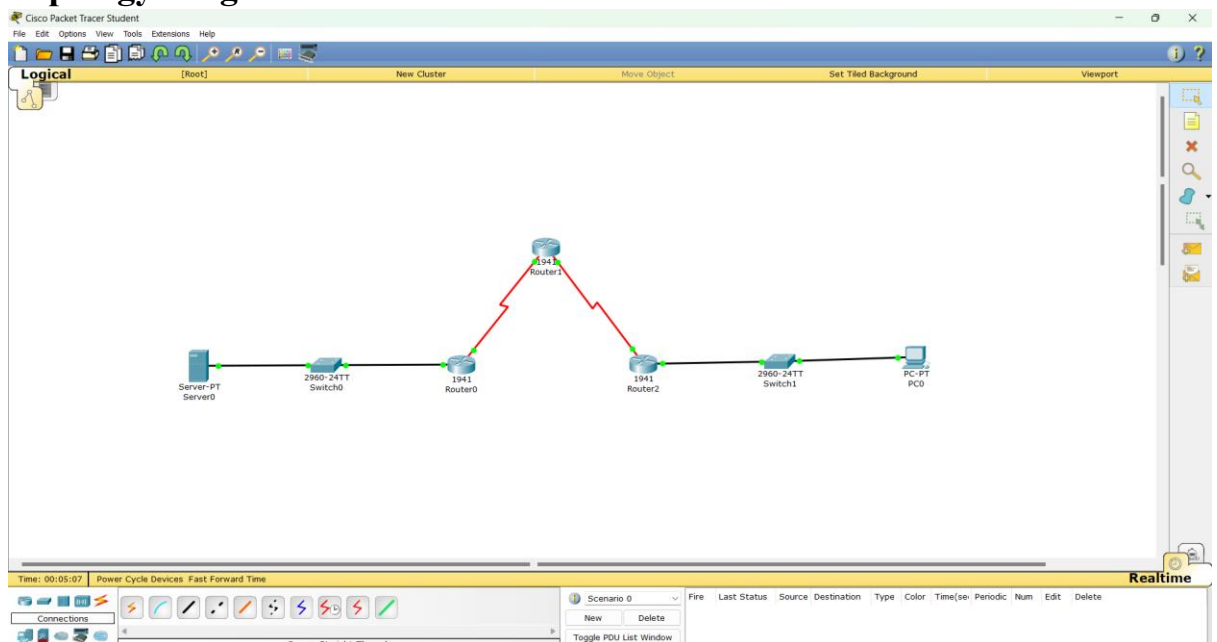 Cisco Packet Tracer Student
File Edit Options View Tools Extensions Help
Logical [Root] New Cluster Move Object Set Tiled Background Viewport
1941
Router1
Server-PT
Server0
2960-24TT
Switch0
1941
Router0
1941
Router2
2960-24TT
Switch1
PC-PT
PC0
Time: 00:05:07 Power Cycle Devices Fast Forward Time Realtime
Connections
Scenario 0
New Delete
Toggle PDU List Window
Fire Last Status Source Destination Type Color Time(se Periodic Num Edit Delete